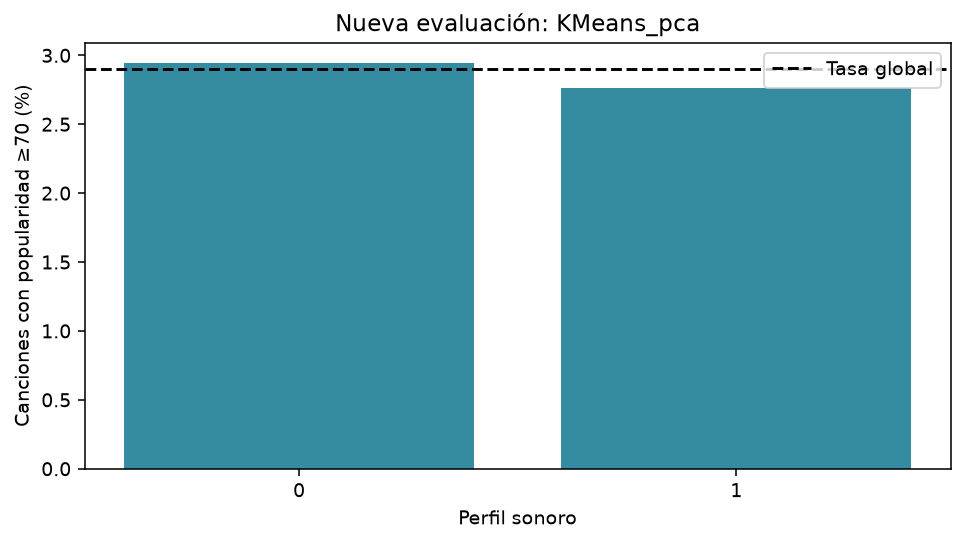 Nueva evaluación: KMeans_pca
Tasa global
Canciones con popularidad ≥70 (%)
3.0
2.5
2.0
1.5
1.0
0.5
0.0
0
1
Perfil sonoro